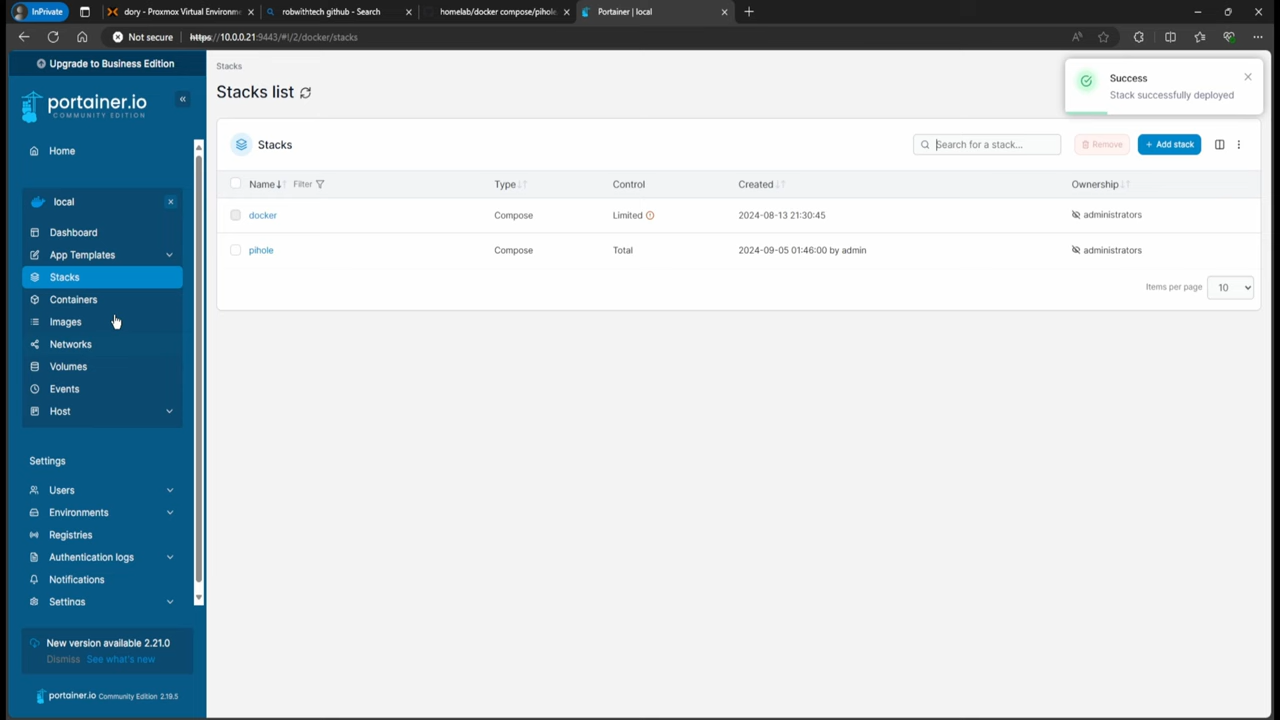 InPrivate
dory - Proxmox Virtual Environme
robwithtech github - Search
homelab/docker compose/pihole.
Portainer | local
Not secure
https://10.0.0.21:9443/#!/2/docker/stacks
Upgrade to Business Edition
portainer.io
COMMUNITY EDITION
Home
local
Dashboard
App Templates
Stacks
Containers
Images
Networks
Volumes
Events
Host
Settings
Users
Environments
Registries
Authentication logs
Notifications
Settings
New version available 2.21.0
Dismiss See what's new
portainer.io Community Edition 2.19.5
Stacks
Stacks list
Success
Stack successfully deployed
Stacks
Search for a stack...
Remove
+ Add stack
Name Filter Type Control Created Ownership
docker Compose Limited 2024-08-13 21:30:45 administrators
pihole Compose Total 2024-09-05 01:46:00 by admin administrators
Items per page 10